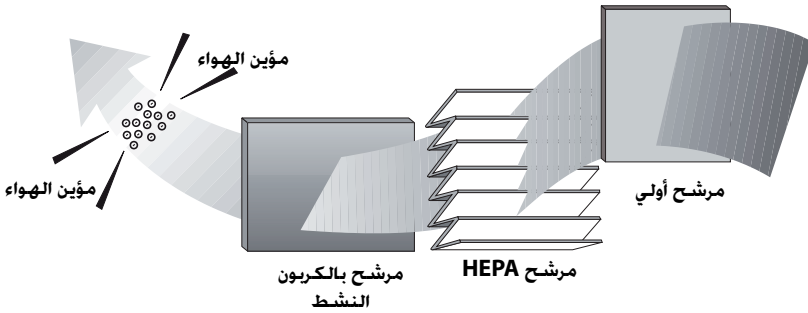 مؤين الهواء
مؤين الهواء
مرشح أولي
مرشح HEPA
مرشح بالكربون
النشط